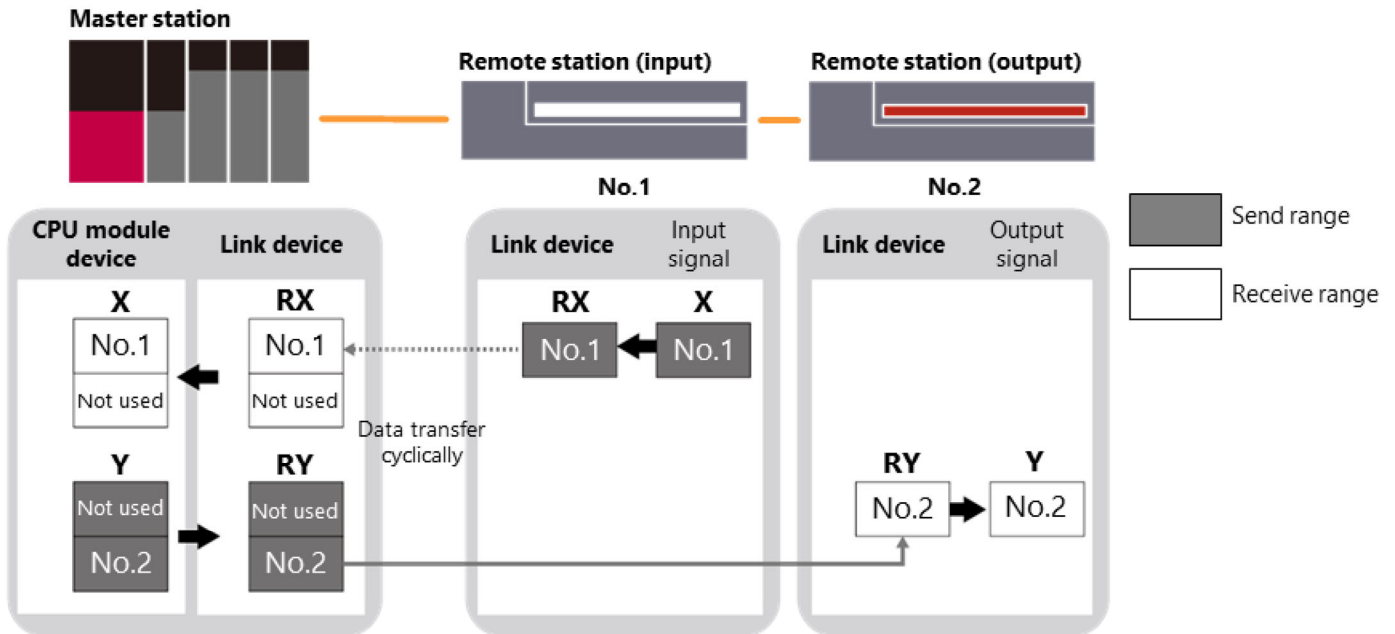 Master station
Remote station (input)
Remote station (output)
No.1
No.2
Send range
Receive range
CPU module
device
Link device
Link device
Input
signal
Link device
Output
signal
X
RX
RX
X
No.1
No.1
No.1
No.1
Not used
Not used
Data transfer
cyclically
Y
RY
RY
Y
Not used
Not used
No.2
No.2
No.2
No.2